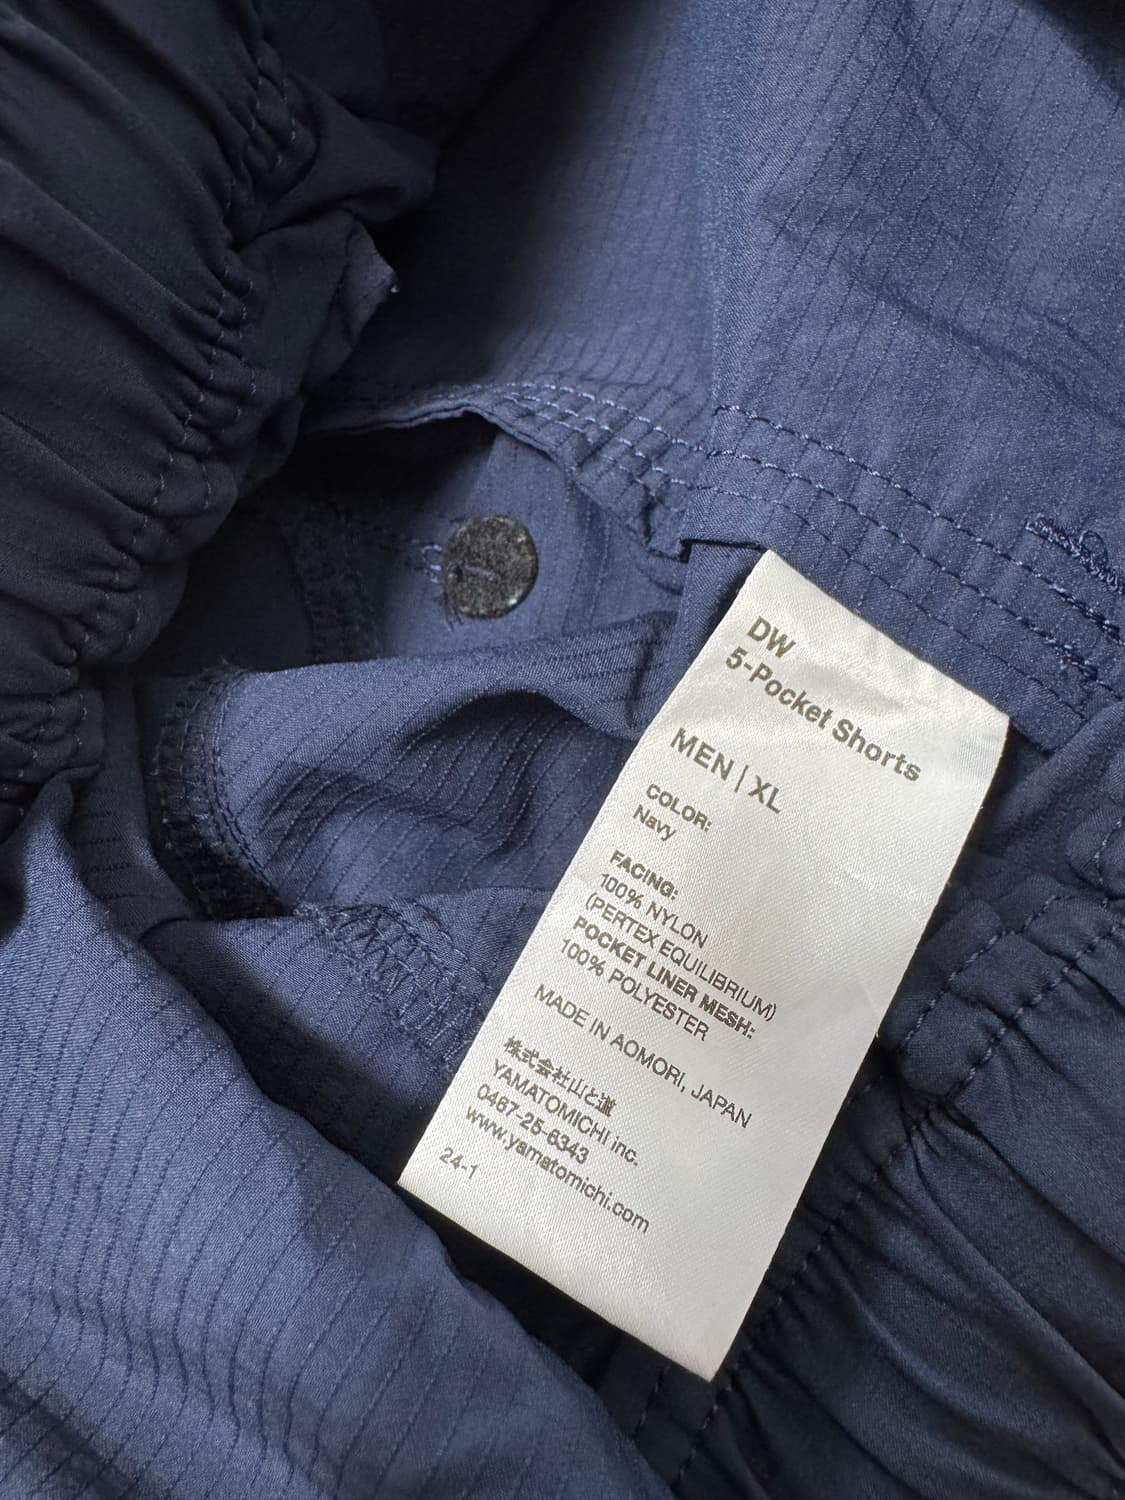 DW
5-Pocket Shorts
MEN | XL
COLOR:
Navy
FACING:
100% NYLON
(PERTEX EQUILIBRIUM)
POCKET LINER MESH:
100% POLYESTER
MADE IN AOMORI, JAPAN
株式会社山と道
YAMATOMICHI inc.
0467-25-6343
www.yamatomichi.com
24-1